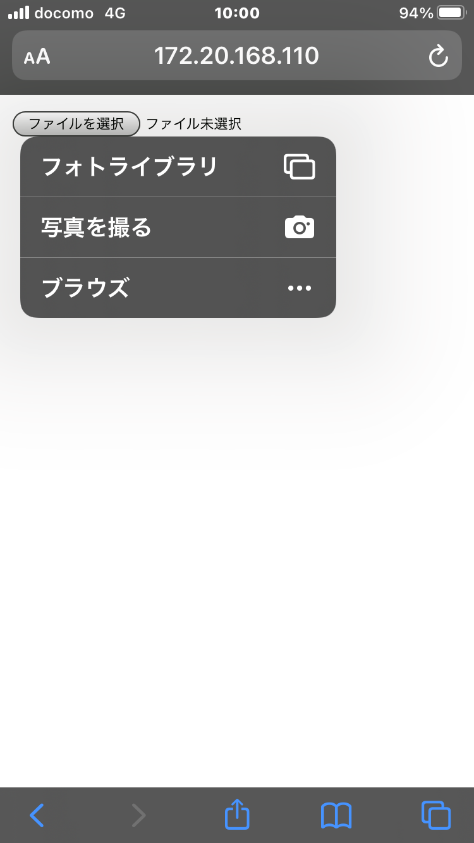 docomo 4G 10:00 94%
AA 172.20.168.110
ファイルを選択 ファイル未選択
フォトライブラリ
写真を撮る
ブラウズ